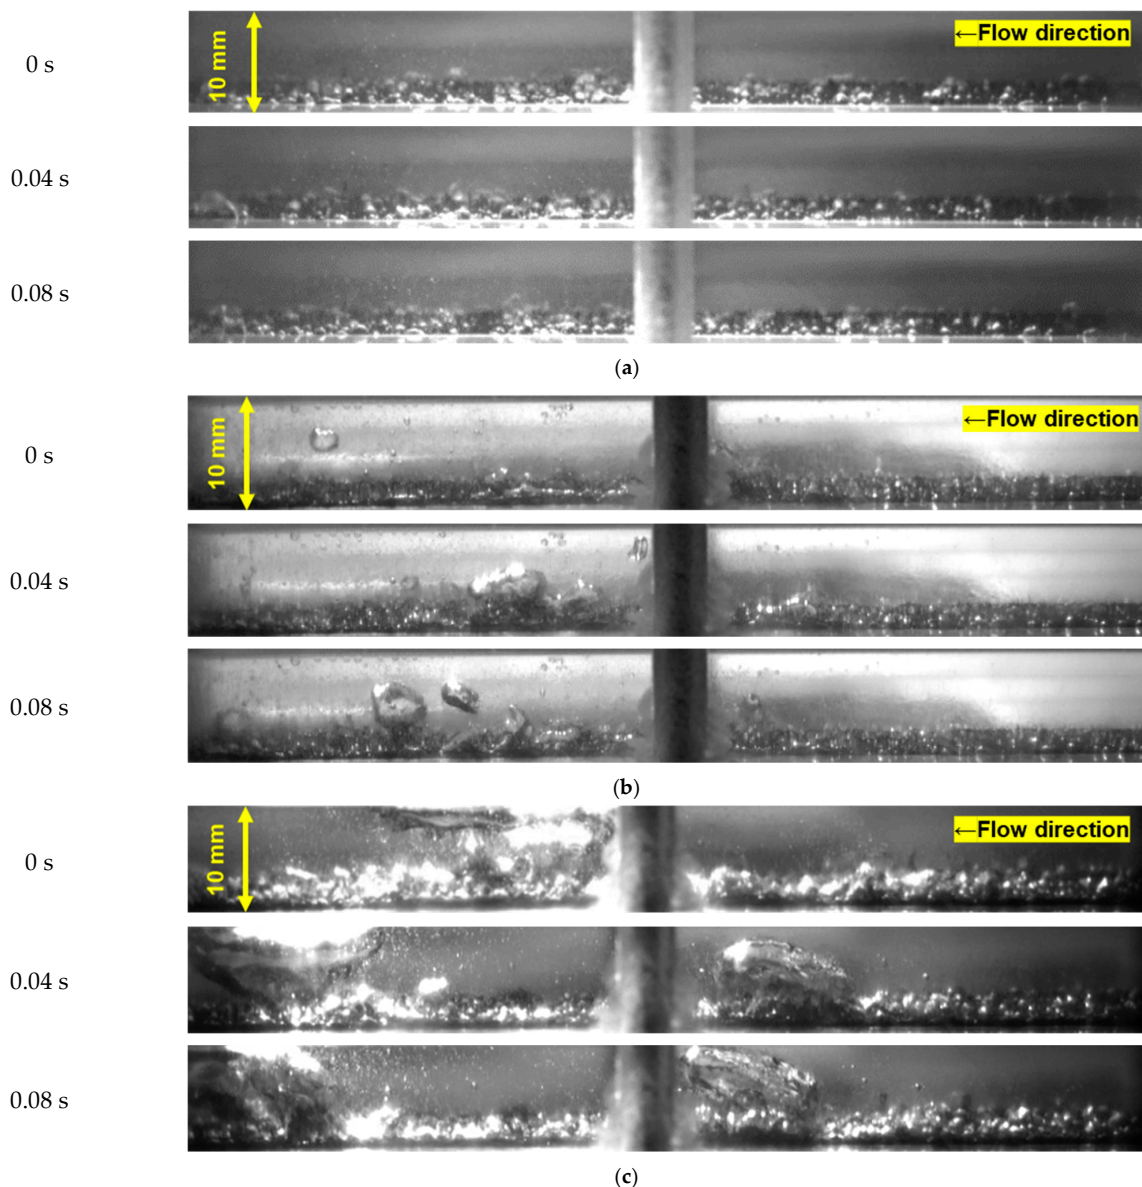 0 s
10 mm
←Flow direction
0.04 s
0.08 s
(a)
0 s
10 mm
←Flow direction
0.04 s
0.08 s
(b)
0 s
10 mm
←Flow direction
0.04 s
0.08 s
(c)